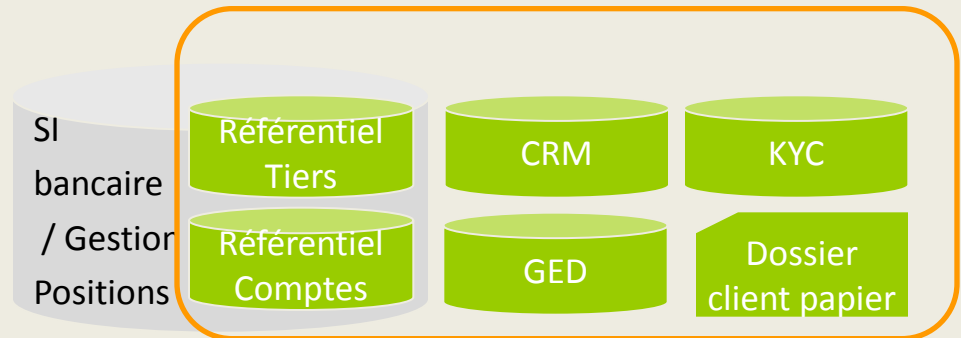 SI
bancaire
/ Gestion
Positions
Référentiel
Tiers
CRM
KYC
Référentiel
Comptes
GED
Dossier
client papier